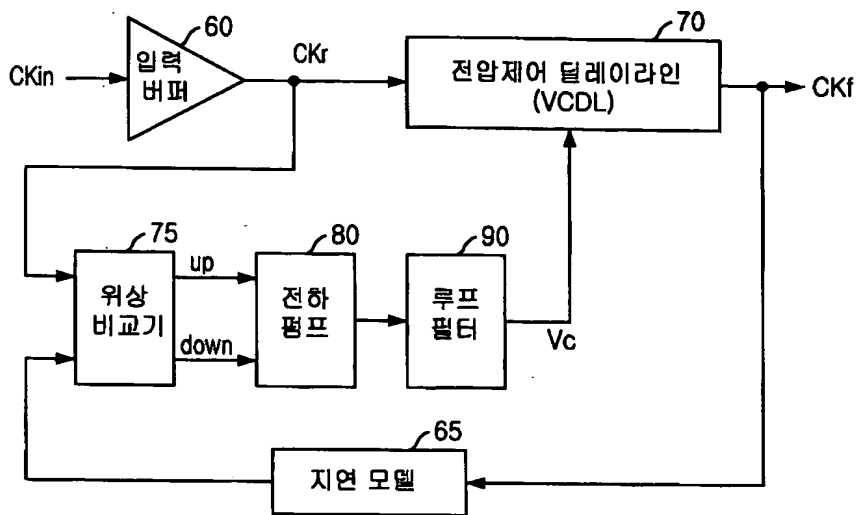 60
입력
버퍼
CKin
CKr
70
전압제어 딜레이라인
(VCDL)
CKf
75
위상
비교기
up
down
80
전하
펌프
90
루프
필터
Vc
65
지연 모델